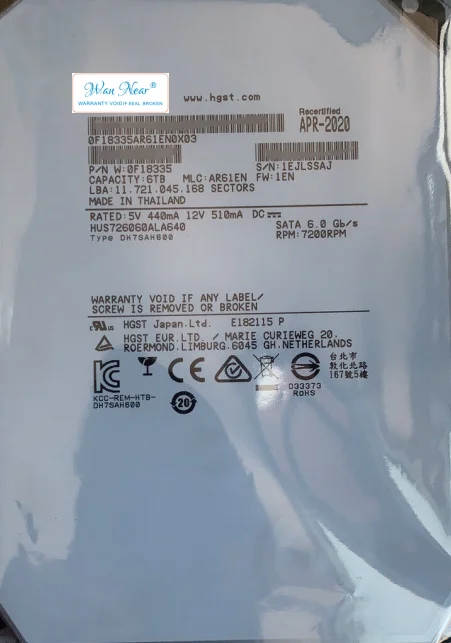 Wan Near®
WARRANTY VOID IF SEAL BROKEN
www.hgst.com
Recertified
APR-2020
0F18335AR61EN0X03
P/N W:0F18335
S/N:1EJLSSAJ
CAPACITY:6TB MLC:AR61EN FW:1EN
LBA:11.721.045.168 SECTORS
MADE IN THAILAND
RATED:5V 440mA 12V 510mA DC
SATA 6.0 Gb/s
HUS726060ALA640
RPM:7200RPM
Type DH7SAH600
WARRANTY VOID IF ANY LABEL/
SCREW IS REMOVED OR BROKEN
c UL us HGST Japan.Ltd. E182115 P
HGST EUR.LTD. / MARIE CURIEWEG 20.
ROERMOND.LIMBURG.6045 GH.NETHERLANDS
台北市
敦化北路
167號5樓
CE
D33373
RoHS
KCC-REM-HTB-
DH7SAH600
20